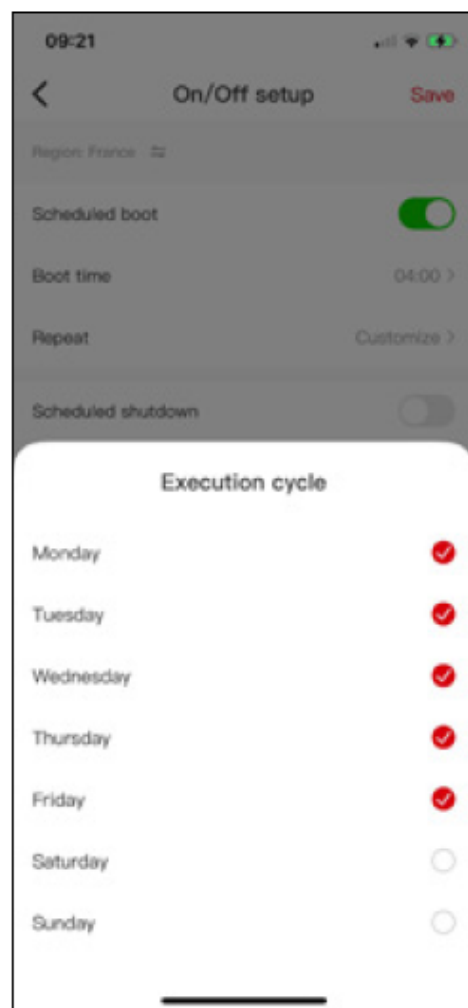 09:21
On/Off setup Save
Region: France
Scheduled boot
Boot time 04:00
Repeat Customize
Scheduled shutdown
Execution cycle
Monday
Tuesday
Wednesday
Thursday
Friday
Saturday
Sunday